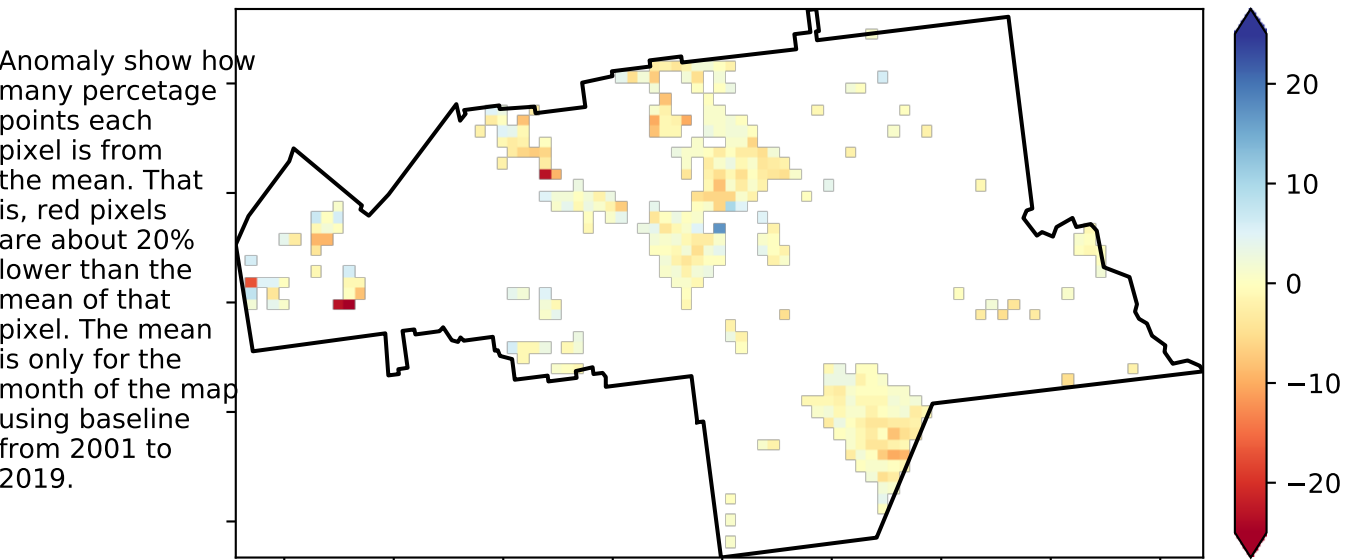 Anomaly show how
many percetage
points each
pixel is from
the mean. That
is, red pixels
are about 20%
lower than the
mean of that
pixel. The mean
is only for the
month of the map
using baseline
from 2001 to
2019.
20
10
0
−10
−20